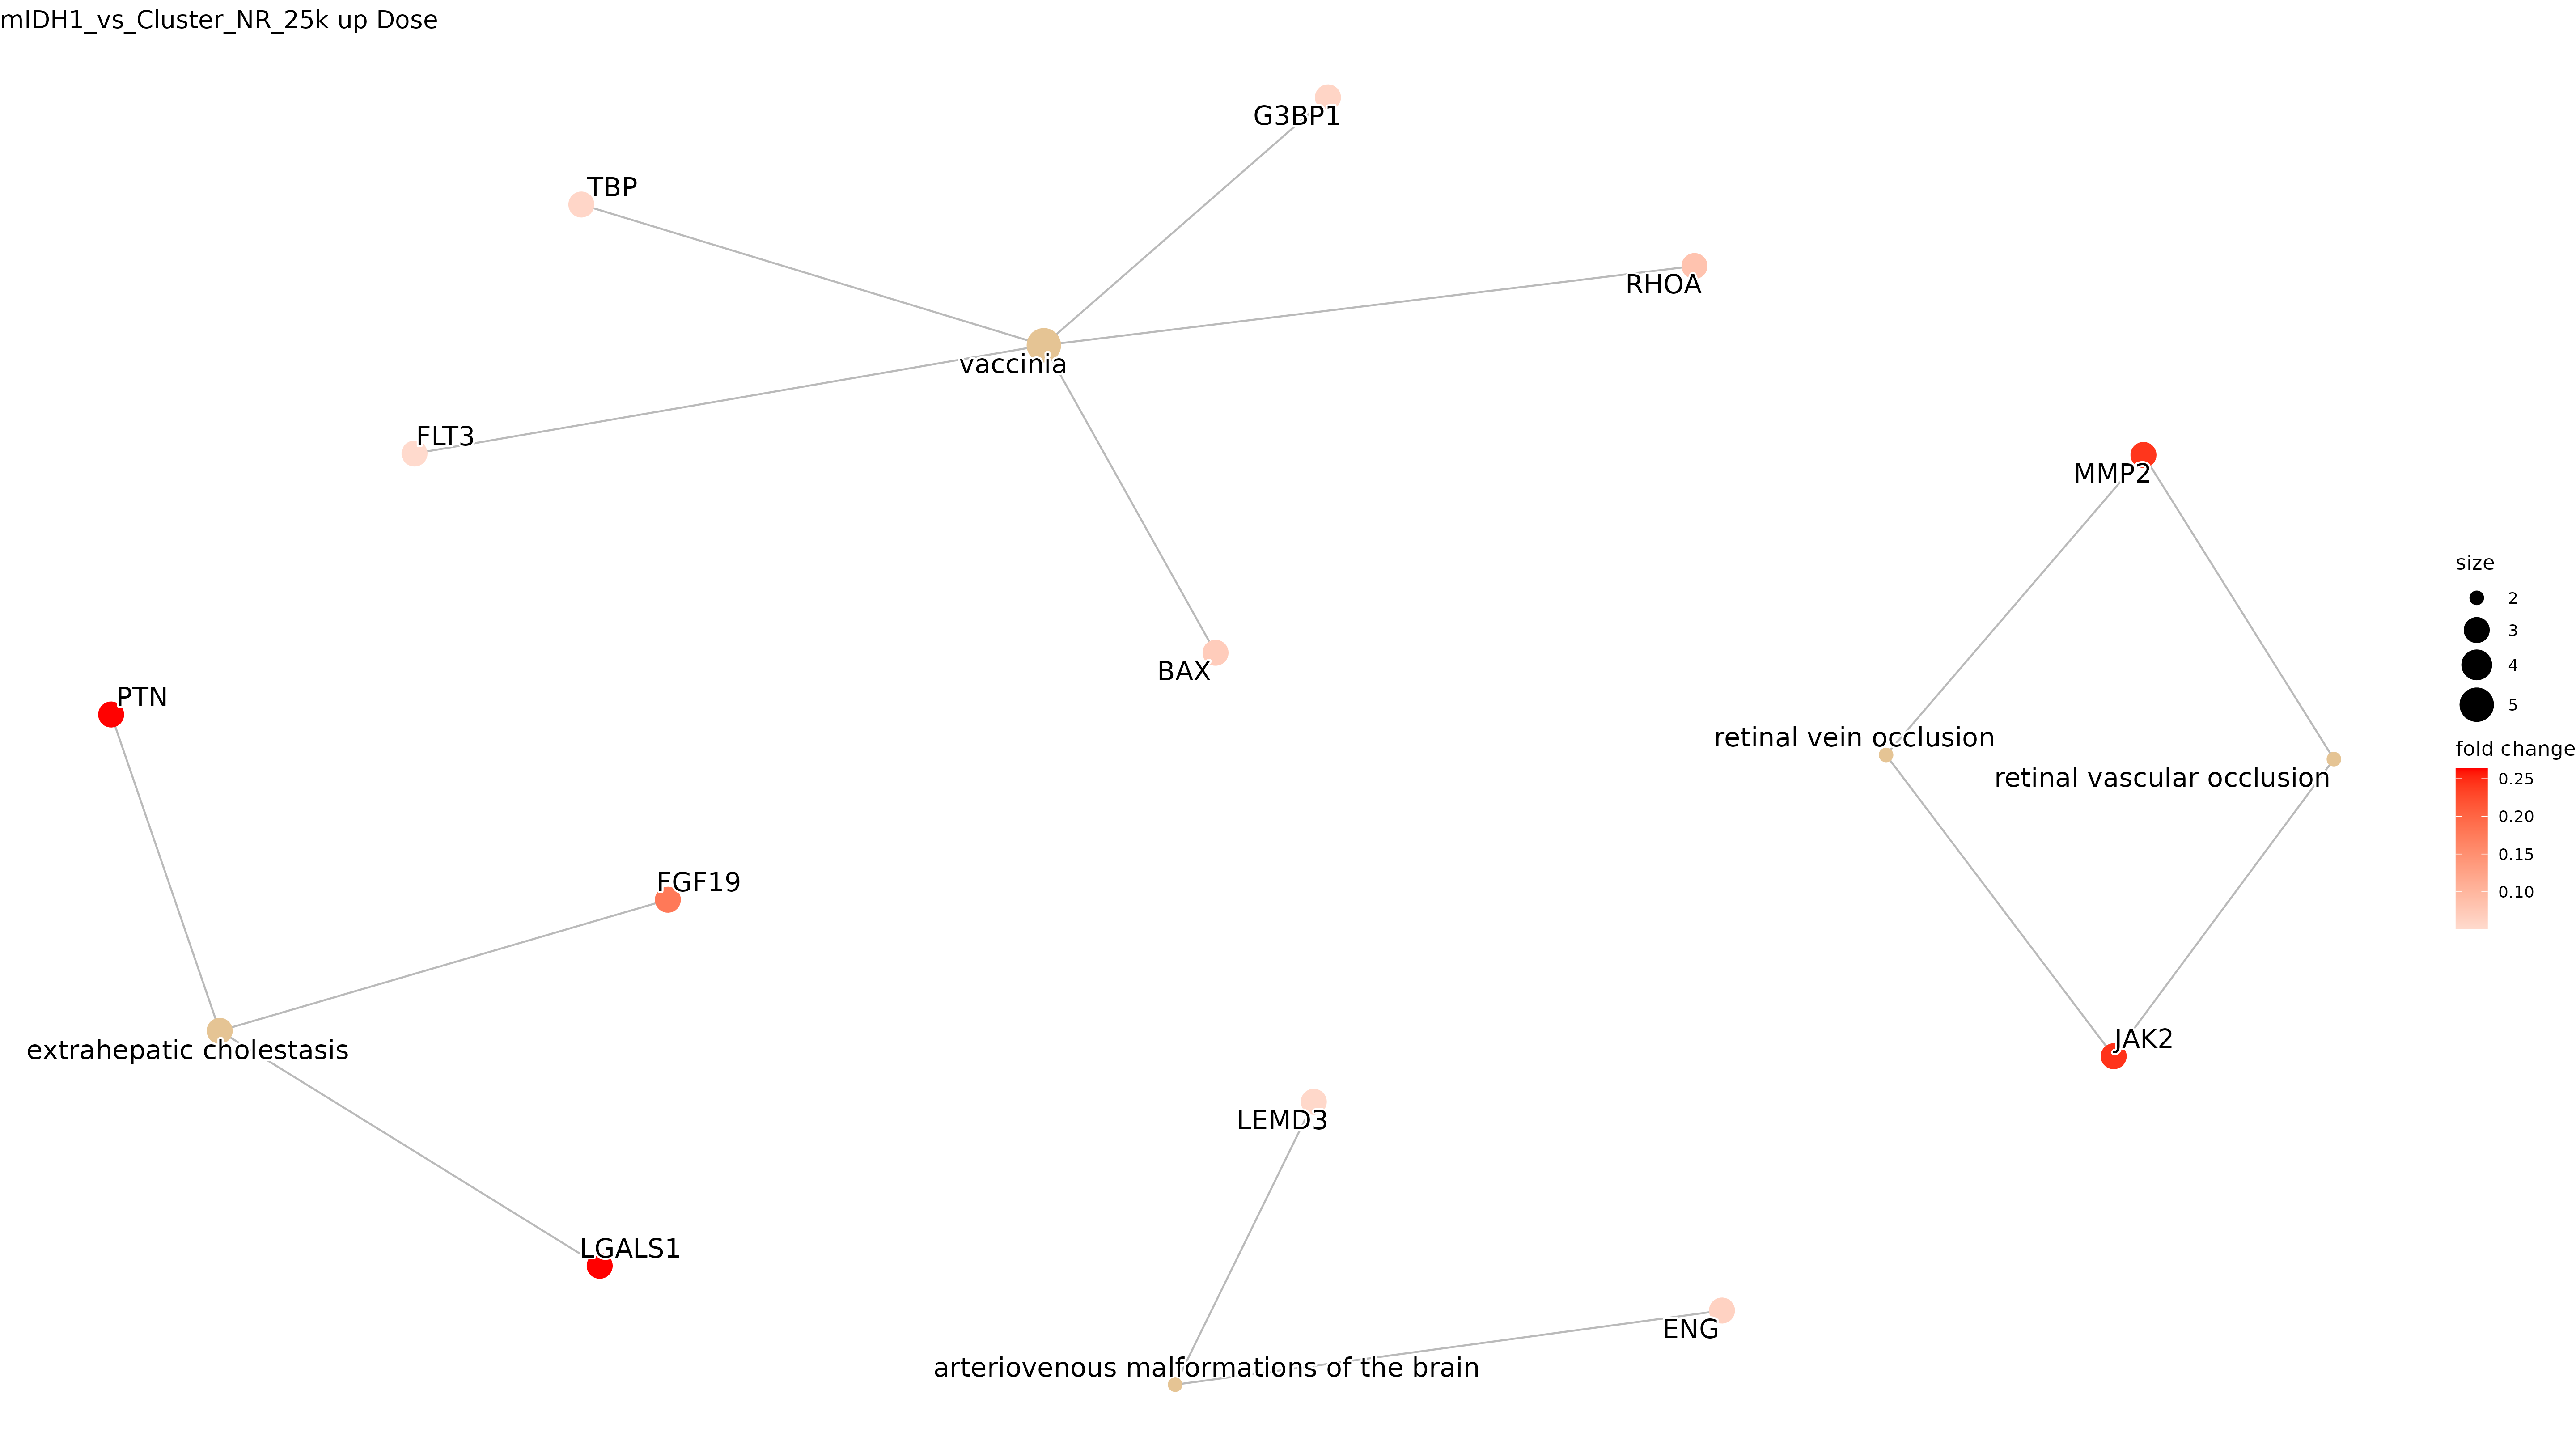 mIDH1_vs_Cluster_NR_25k up Dose
G3BP1
TBP
RHOA
vaccinia
FLT3
MMP2
BAX
PTN
retinal vein occlusion
retinal vascular occlusion
FGF19
extrahepatic cholestasis
JAK2
LEMD3
LGALS1
ENG
arteriovenous malformations of the brain
size
2
3
4
5
fold change
0.25
0.20
0.15
0.10